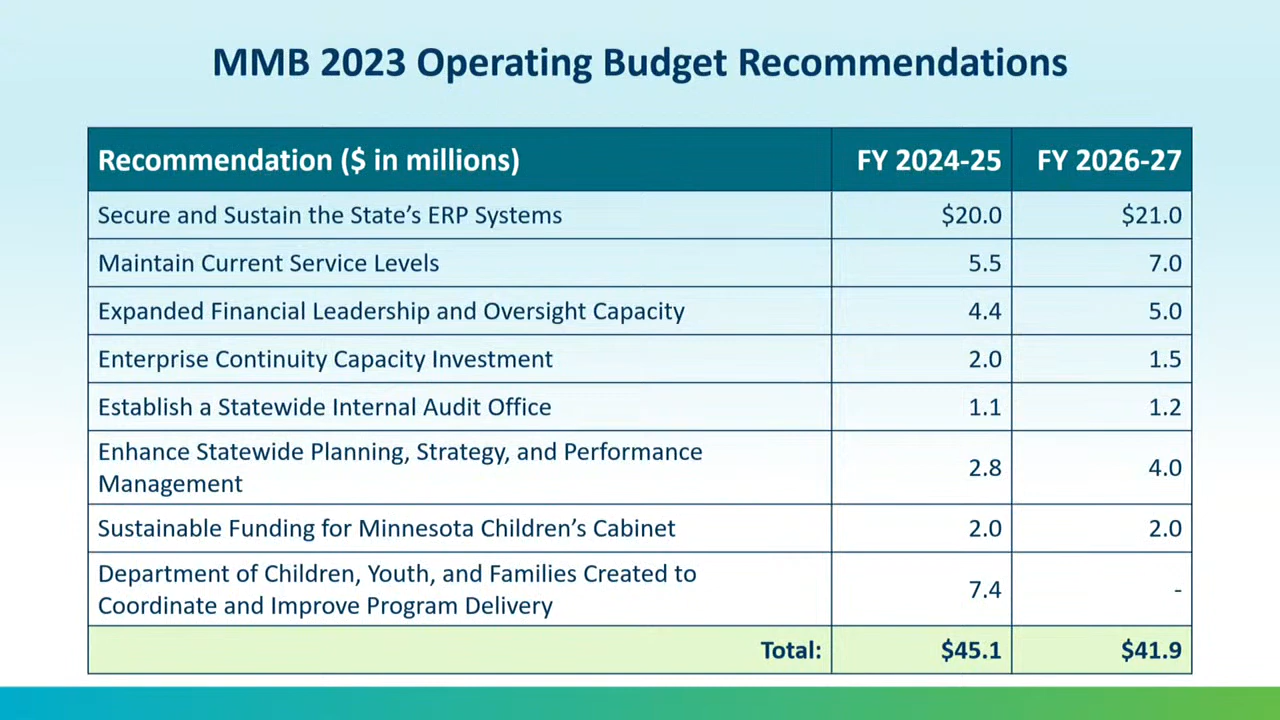 MMB 2023 Operating Budget Recommendations
Recommendation ($ in millions) FY 2024-25 FY 2026-27
Secure and Sustain the State’s ERP Systems $20.0 $21.0
Maintain Current Service Levels 5.5 7.0
Expanded Financial Leadership and Oversight Capacity 4.4 5.0
Enterprise Continuity Capacity Investment 2.0 1.5
Establish a Statewide Internal Audit Office 1.1 1.2
Enhance Statewide Planning, Strategy, and Performance
Management 2.8 4.0
Sustainable Funding for Minnesota Children’s Cabinet 2.0 2.0
Department of Children, Youth, and Families Created to
Coordinate and Improve Program Delivery 7.4 -
Total: $45.1 $41.9